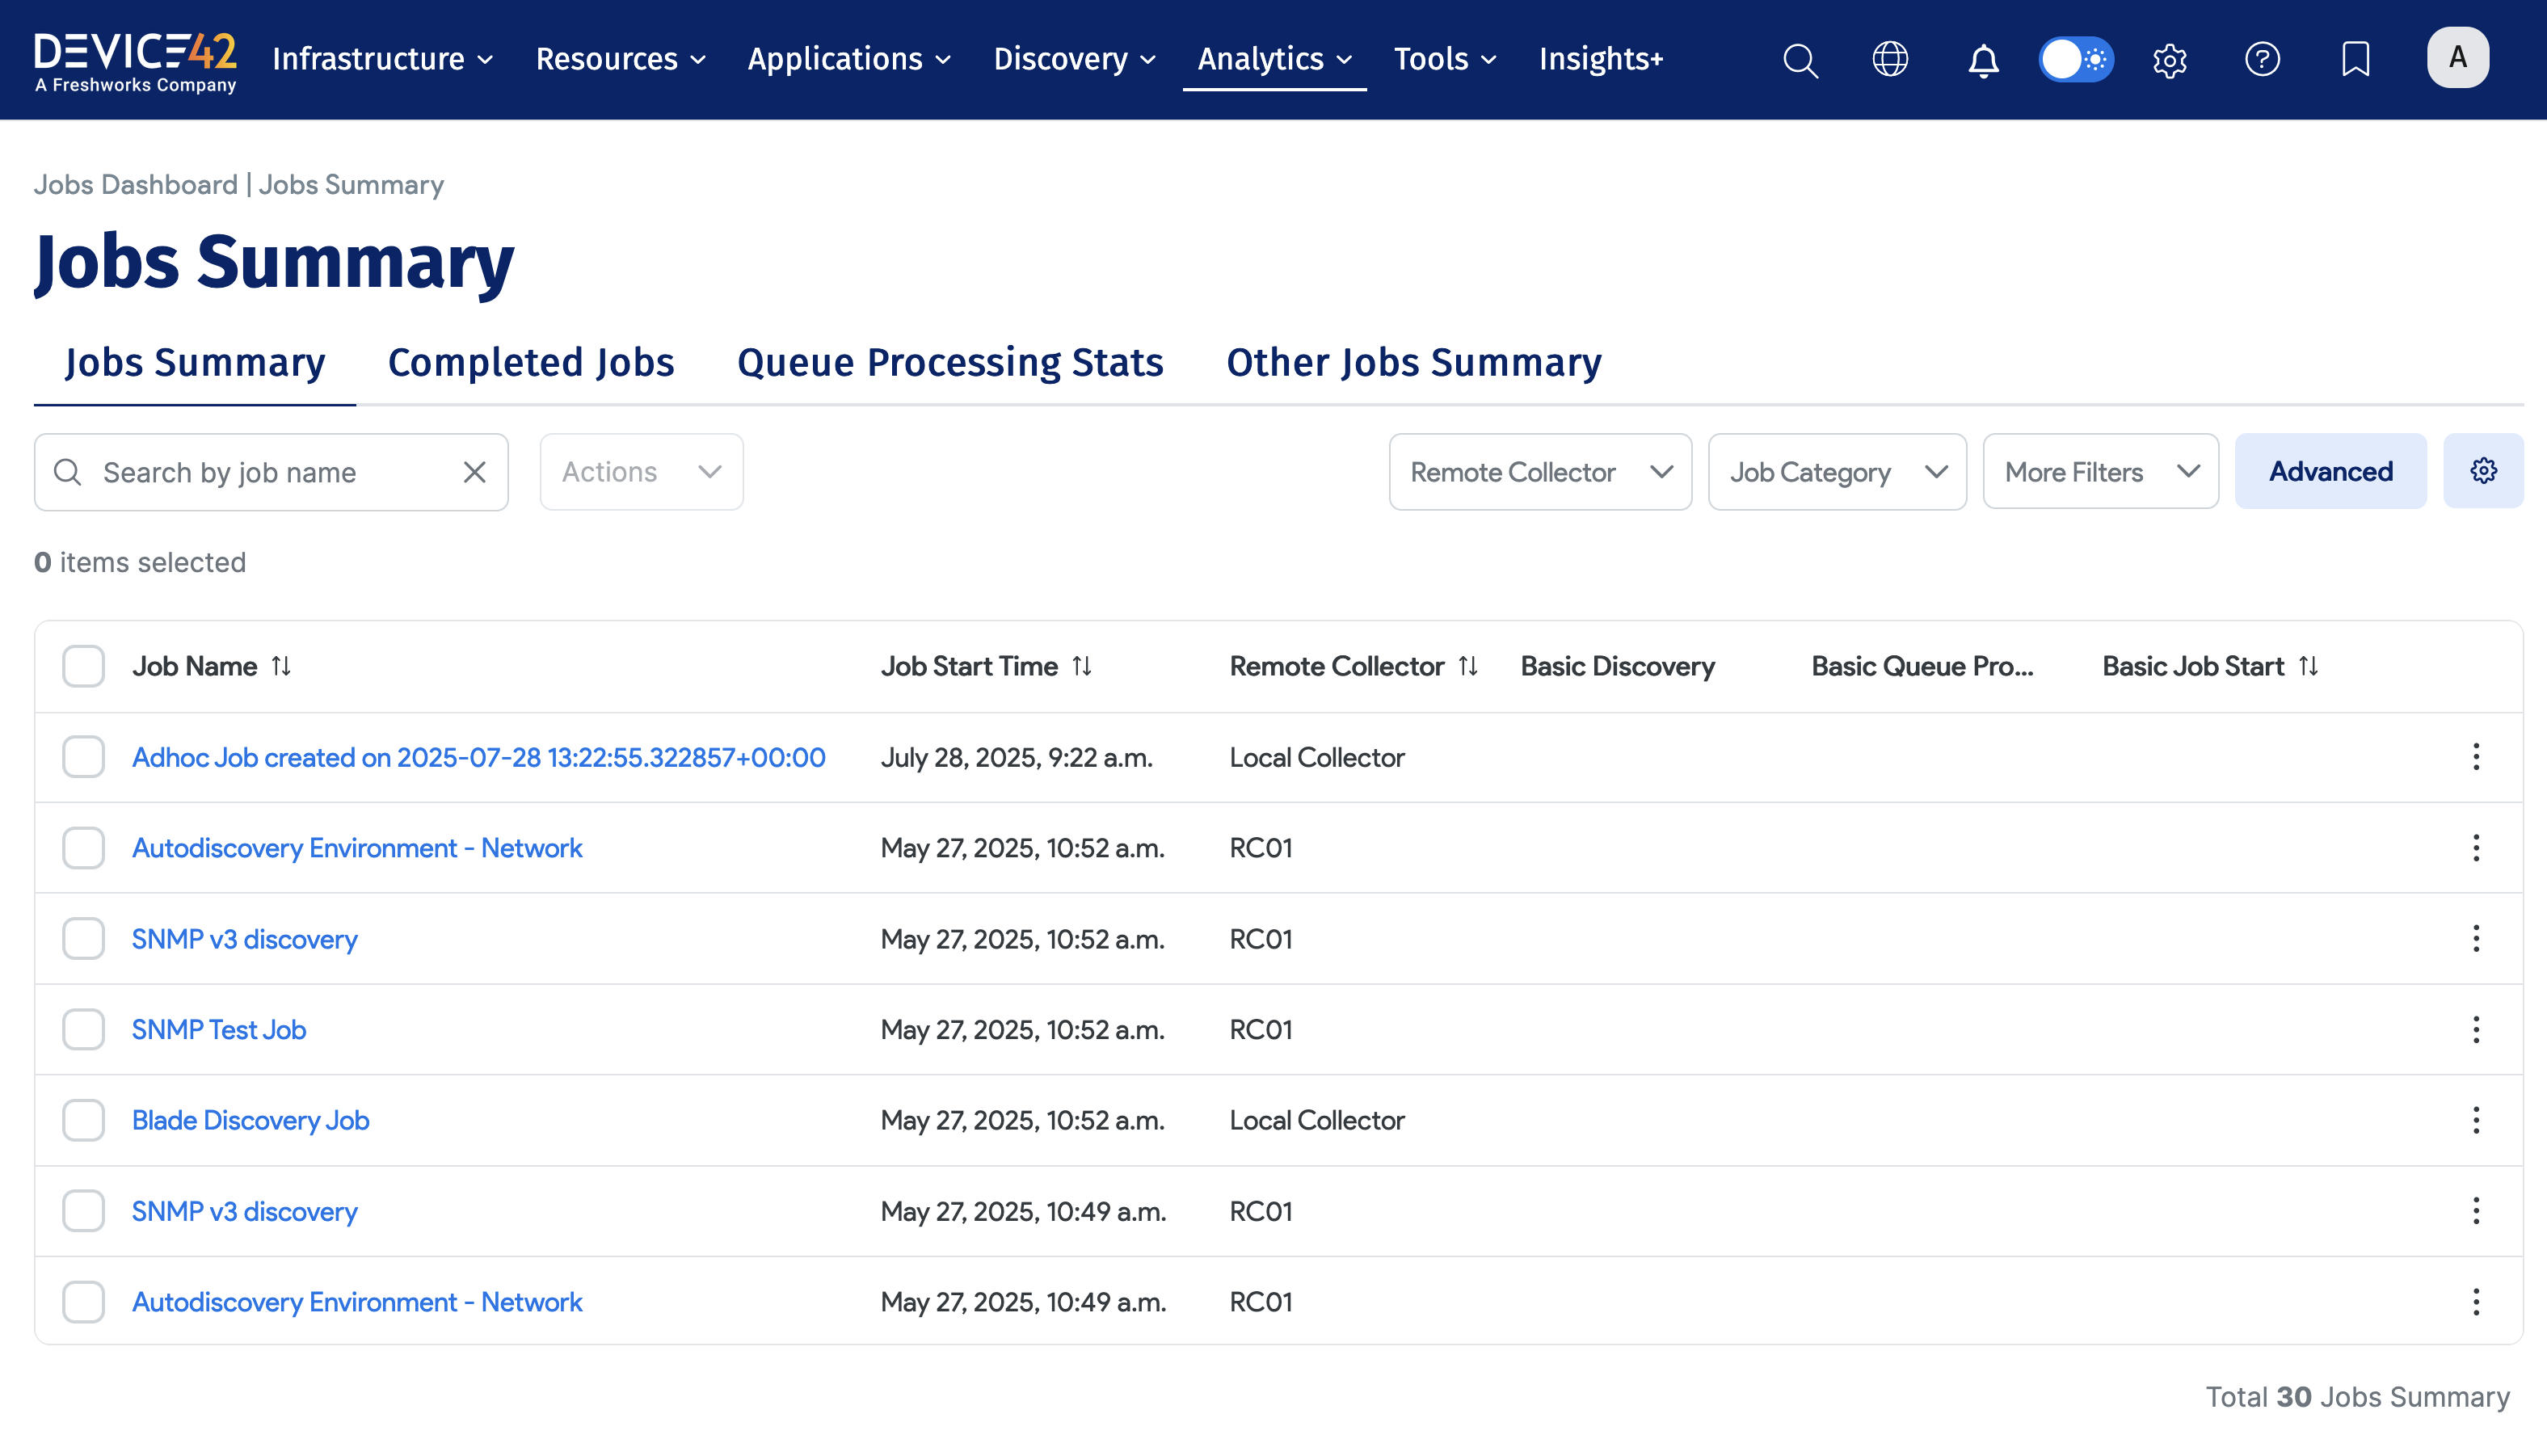 DEVICE42
A Freshworks Company
Infrastructure Resources Applications Discovery Analytics Tools Insights+
A
Jobs Dashboard | Jobs Summary
Jobs Summary
Jobs Summary Completed Jobs Queue Processing Stats Other Jobs Summary
Search by job name Actions Remote Collector Job Category More Filters Advanced
0 items selected
Job Name Job Start Time Remote Collector Basic Discovery Basic Queue Pro... Basic Job Start
Adhoc Job created on 2025-07-28 13:22:55.322857+00:00 July 28, 2025, 9:22 a.m. Local Collector
Autodiscovery Environment - Network May 27, 2025, 10:52 a.m. RC01
SNMP v3 discovery May 27, 2025, 10:52 a.m. RC01
SNMP Test Job May 27, 2025, 10:52 a.m. RC01
Blade Discovery Job May 27, 2025, 10:52 a.m. Local Collector
SNMP v3 discovery May 27, 2025, 10:49 a.m. RC01
Autodiscovery Environment - Network May 27, 2025, 10:49 a.m. RC01
Total 30 Jobs Summary